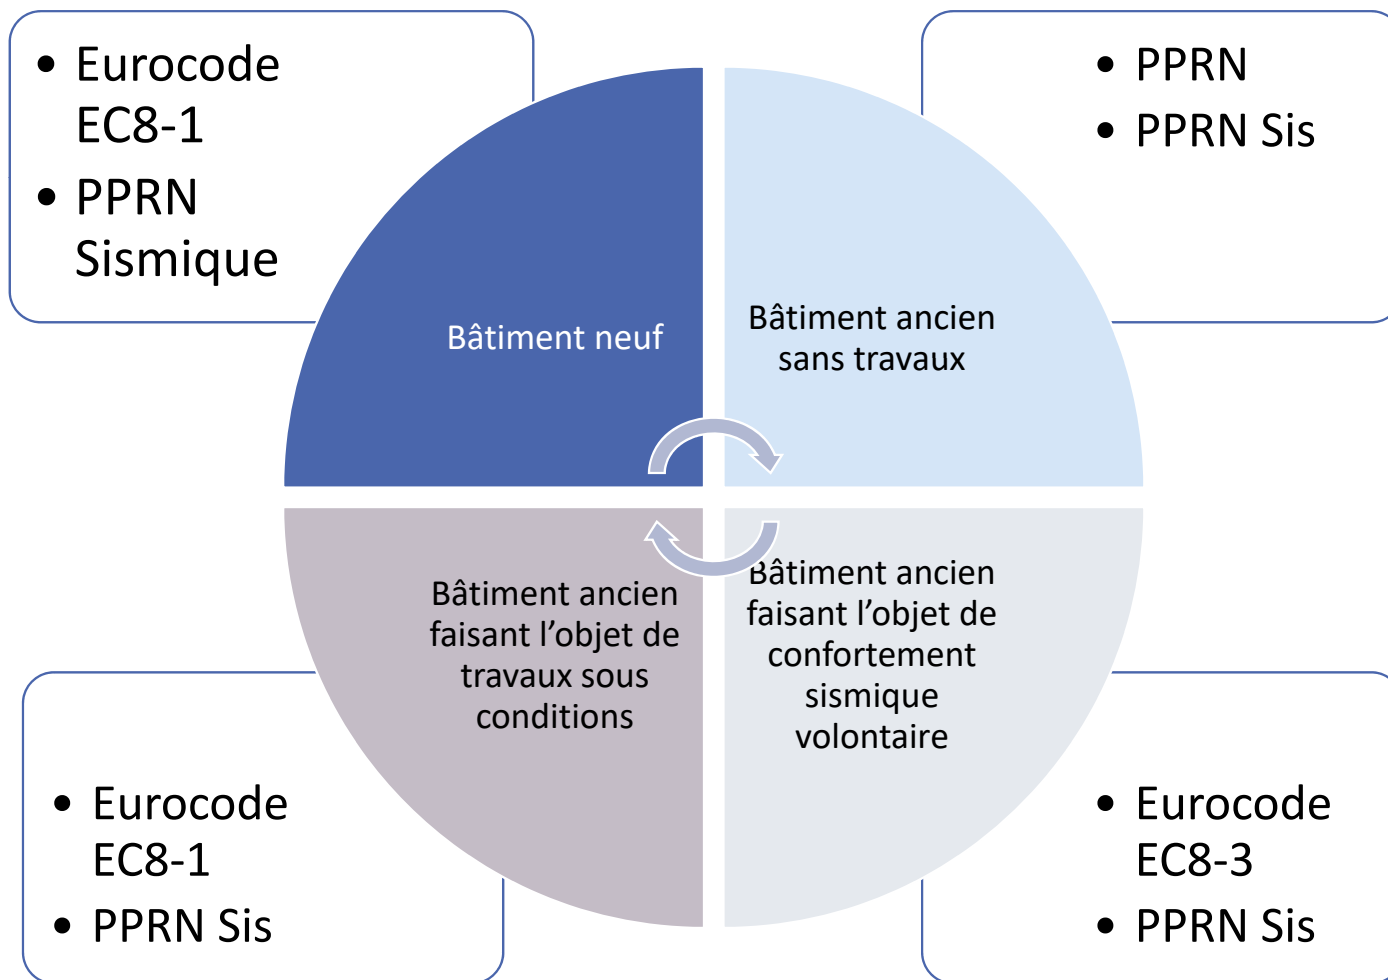 • Eurocode
EC8-1
• PPRN
Sismique
• PPRN
• PPRN Sis
Bâtiment neuf
Bâtiment ancien
sans travaux
Bâtiment ancien
faisant l’objet de
travaux sous
conditions
Bâtiment ancien
faisant l’objet de
confortement
sismique
volontaire
• Eurocode
EC8-1
• PPRN Sis
• Eurocode
EC8-3
• PPRN Sis